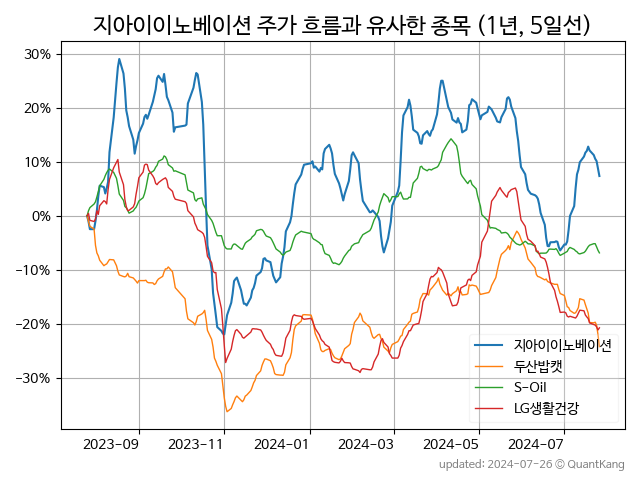 지아이이노베이션 주가 흐름과 유사한 종목 (1년, 5일선)
30%
20%
10%
0%
−10%
−20%
−30%
2023-09
2023-11
2024-01
2024-03
2024-05
2024-07
지아이이노베이션
두산밥캣
S-Oil
LG생활건강
updated: 2024-07-26 © QuantKang